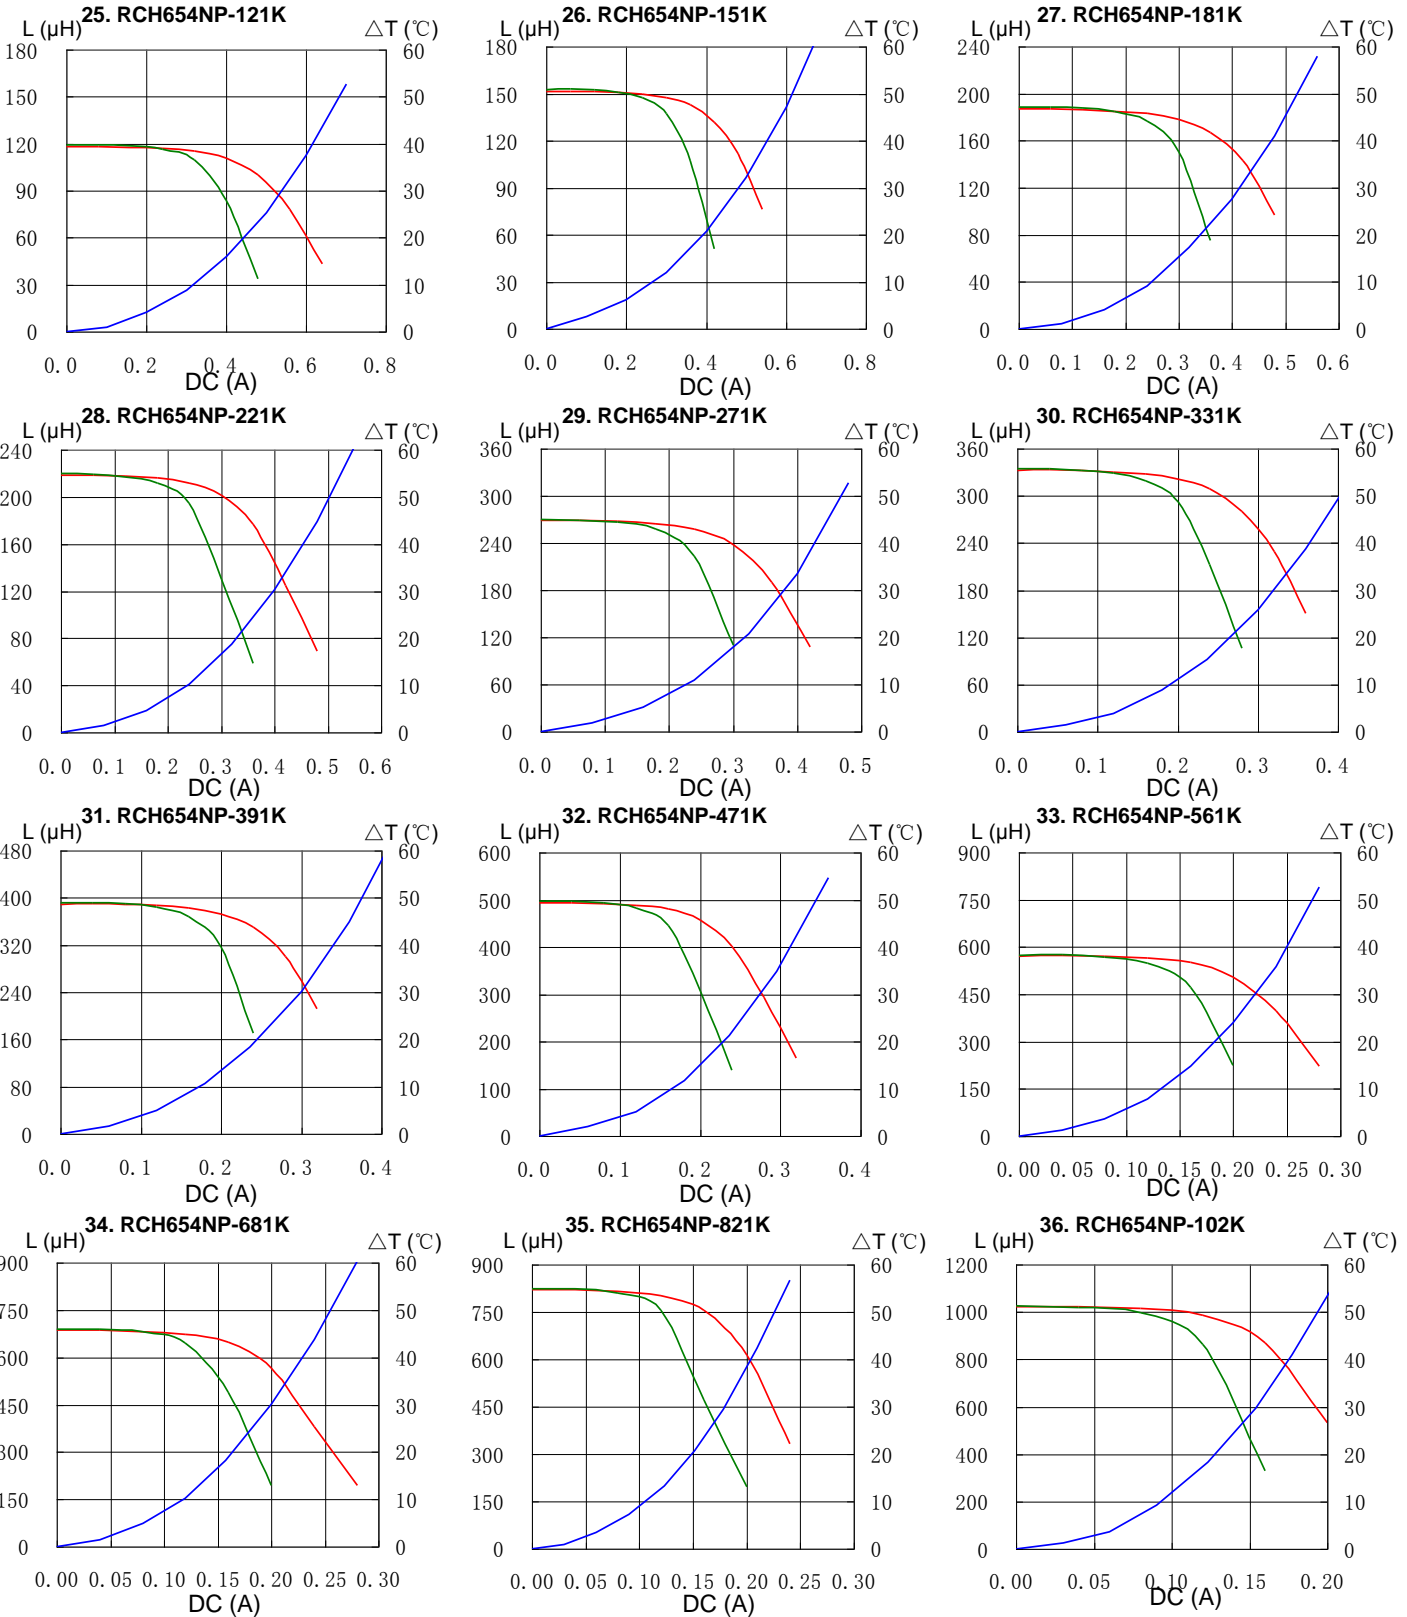 25. RCH654NP-121K
L (μH) △T (℃)
180 60
150 50
120 40
90 30
60 20
30 10
0 0
0.0 0.2 0.4 0.6 0.8
DC (A)
26. RCH654NP-151K
L (μH) △T (℃)
180 60
150 50
120 40
90 30
60 20
30 10
0 0
0.0 0.2 0.4 0.6 0.8
DC (A)
27. RCH654NP-181K
L (μH) △T (℃)
240 60
200 50
160 40
120 30
80 20
40 10
0 0
0.0 0.1 0.2 0.3 0.4 0.5 0.6
DC (A)
28. RCH654NP-221K
L (μH) △T (℃)
240 60
200 50
160 40
120 30
80 20
40 10
0 0
0.0 0.1 0.2 0.3 0.4 0.5 0.6
DC (A)
29. RCH654NP-271K
L (μH) △T (℃)
360 60
300 50
240 40
180 30
120 20
60 10
0 0
0.0 0.1 0.2 0.3 0.4 0.5
DC (A)
30. RCH654NP-331K
L (μH) △T (℃)
360 60
300 50
240 40
180 30
120 20
60 10
0 0
0.0 0.1 0.2 0.3 0.4
DC (A)
31. RCH654NP-391K
L (μH) △T (℃)
480 60
400 50
320 40
240 30
160 20
80 10
0 0
0.0 0.1 0.2 0.3 0.4
DC (A)
32. RCH654NP-471K
L (μH) △T (℃)
600 60
500 50
400 40
300 30
200 20
100 10
0 0
0.0 0.1 0.2 0.3 0.4
DC (A)
33. RCH654NP-561K
L (μH) △T (℃)
900 60
750 50
600 40
450 30
300 20
150 10
0 0
0.00 0.05 0.10 0.15 0.20 0.25 0.30
DC (A)
34. RCH654NP-681K
L (μH) △T (℃)
900 60
750 50
600 40
450 30
300 20
150 10
0 0
0.00 0.05 0.10 0.15 0.20 0.25 0.30
DC (A)
35. RCH654NP-821K
L (μH) △T (℃)
900 60
750 50
600 40
450 30
300 20
150 10
0 0
0.00 0.05 0.10 0.15 0.20 0.25 0.30
DC (A)
36. RCH654NP-102K
L (μH) △T (℃)
1200 60
1000 50
800 40
600 30
400 20
200 10
0 0
0.00 0.05 0.10 0.15 0.20
DC (A)